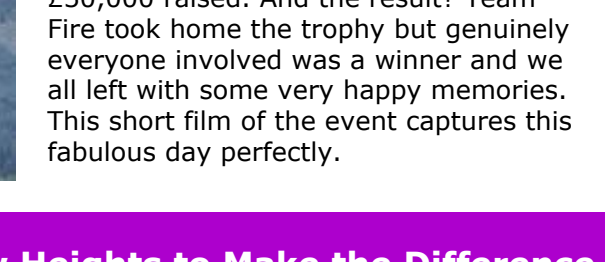 £50,000 raised. And the result? Team
Fire took home the trophy but genuinely
everyone involved was a winner and we
all left with some very happy memories.
This short film of the event captures this
fabulous day perfectly.
Heights to Make the Difference